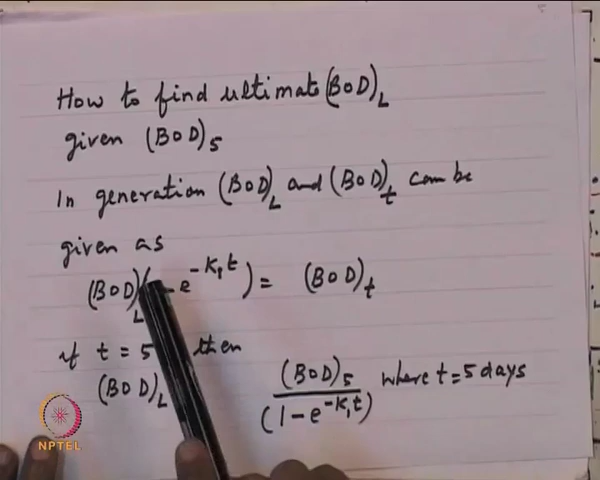 How to find ultimate (BOD)L
given (BOD)5
In generation (BOD)L and (BOD)t can be
given as
(BOD)L( - e^-K1t) = (BOD)t
if t = 5 then
(BOD)L (BOD)5 / (1 - e^-K1t) where t = 5 days
NPTEL